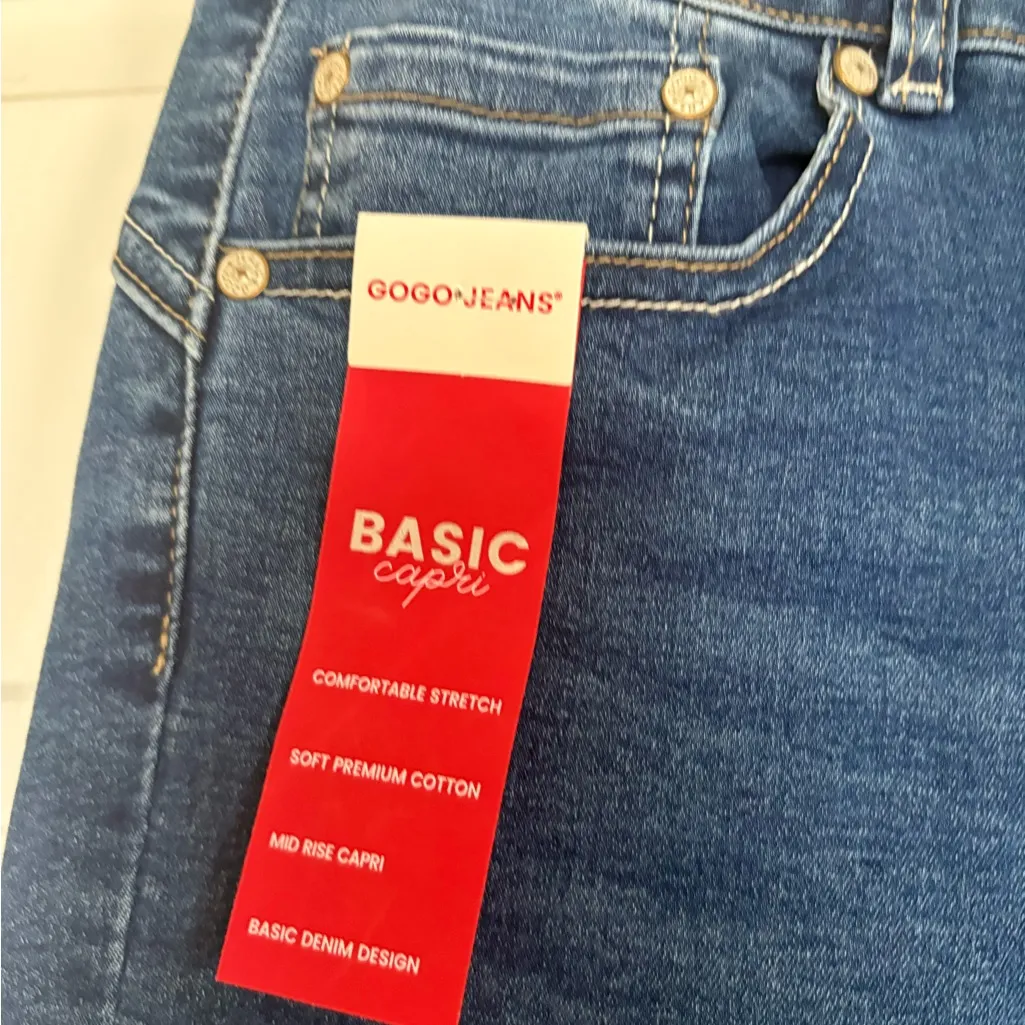 GOGO★JEANS®
BASIC
capri
COMFORTABLE STRETCH
SOFT PREMIUM COTTON
MID RISE CAPRI
BASIC DENIM DESIGN